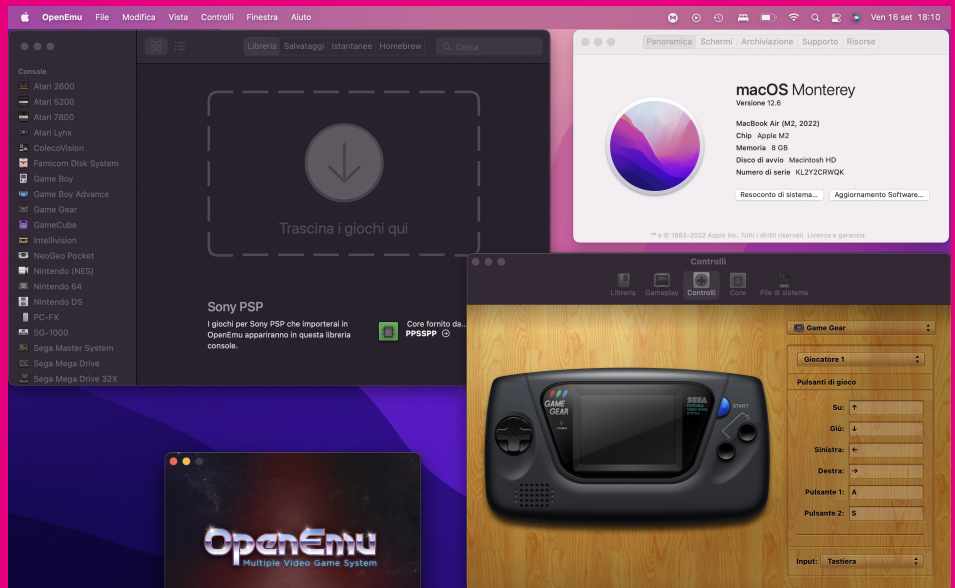 OpenEmu File Modifica Vista Controlli Finestra Aiuto
Ven 16 set 18:10
Libreria Salvataggi Istantanee Homebrew
Cerca
Console
Atari 2600
Atari 5200
Atari 7800
Atari Lynx
ColecoVision
Famicom Disk System
Game Boy
Game Boy Advance
Game Gear
GameCube
Intellivision
NeoGeo Pocket
Nintendo (NES)
Nintendo 64
Nintendo DS
PC-FX
SG-1000
Sega Master System
Sega Mega Drive
Sega Mega Drive 32X
Trascina i giochi qui
Sony PSP
I giochi per Sony PSP che importerai in
OpenEmu appariranno in questa libreria
console.
Core fornito da...
PPSSPP
Panoramica Schermi Archiviazione Supporto Risorse
macOS Monterey
Versione 12.6
MacBook Air (M2, 2022)
Chip Apple M2
Memoria 8 GB
Disco di avvio Macintosh HD
Numero di serie KL2Y2CRWQK
Resoconto di sistema... Aggiornamento Software...
™ e © 1983-2022 Apple Inc. Tutti i diritti riservati. Licenza e garanzia
Controlli
Libreria Gameplay Controlli Core File di sistema
GAME
GEAR
SEGA
START
Game Gear
Giocatore 1
Pulsanti di gioco
Su: ↑
Giù: ↓
Sinistra: ←
Destra: →
Pulsante 1: A
Pulsante 2: S
Input: Tastiera
OpenEmu
Multiple Video Game System